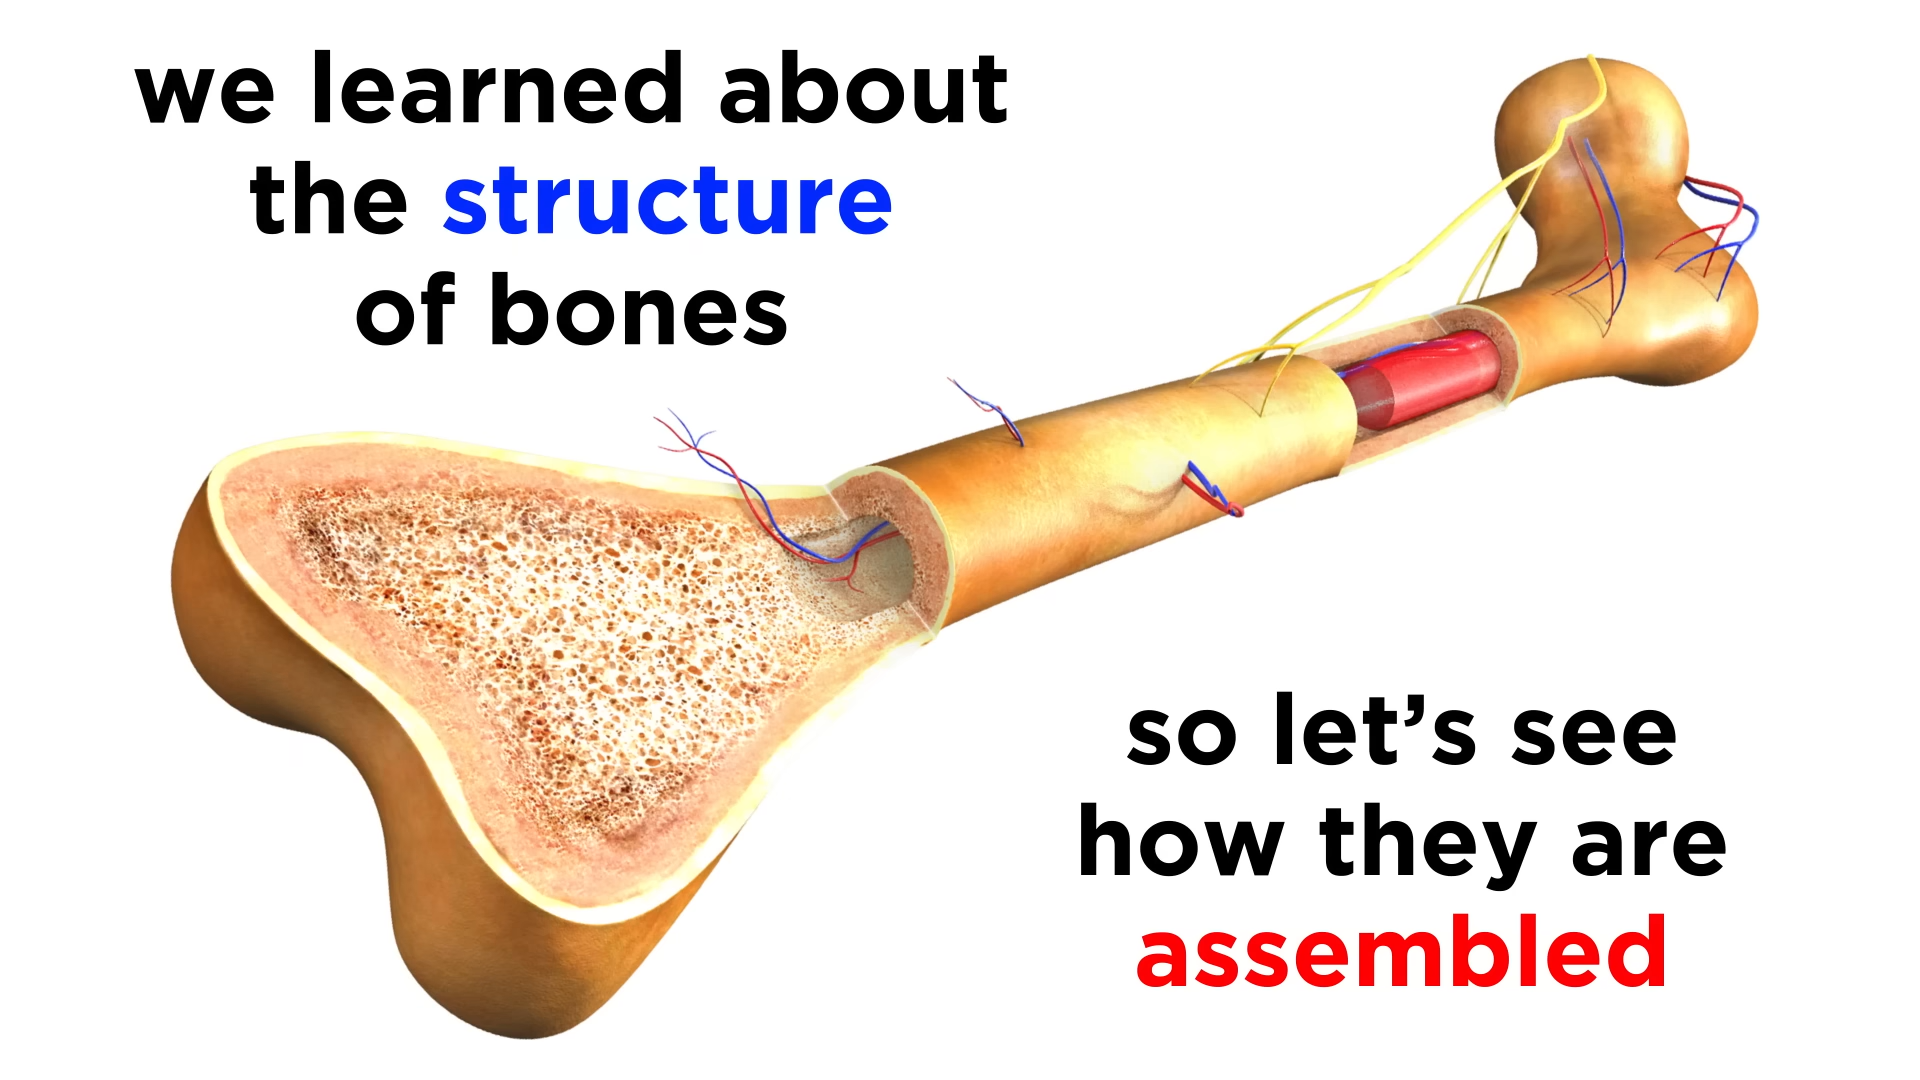 we learned about
the structure
of bones
so let’s see
how they are
assembled